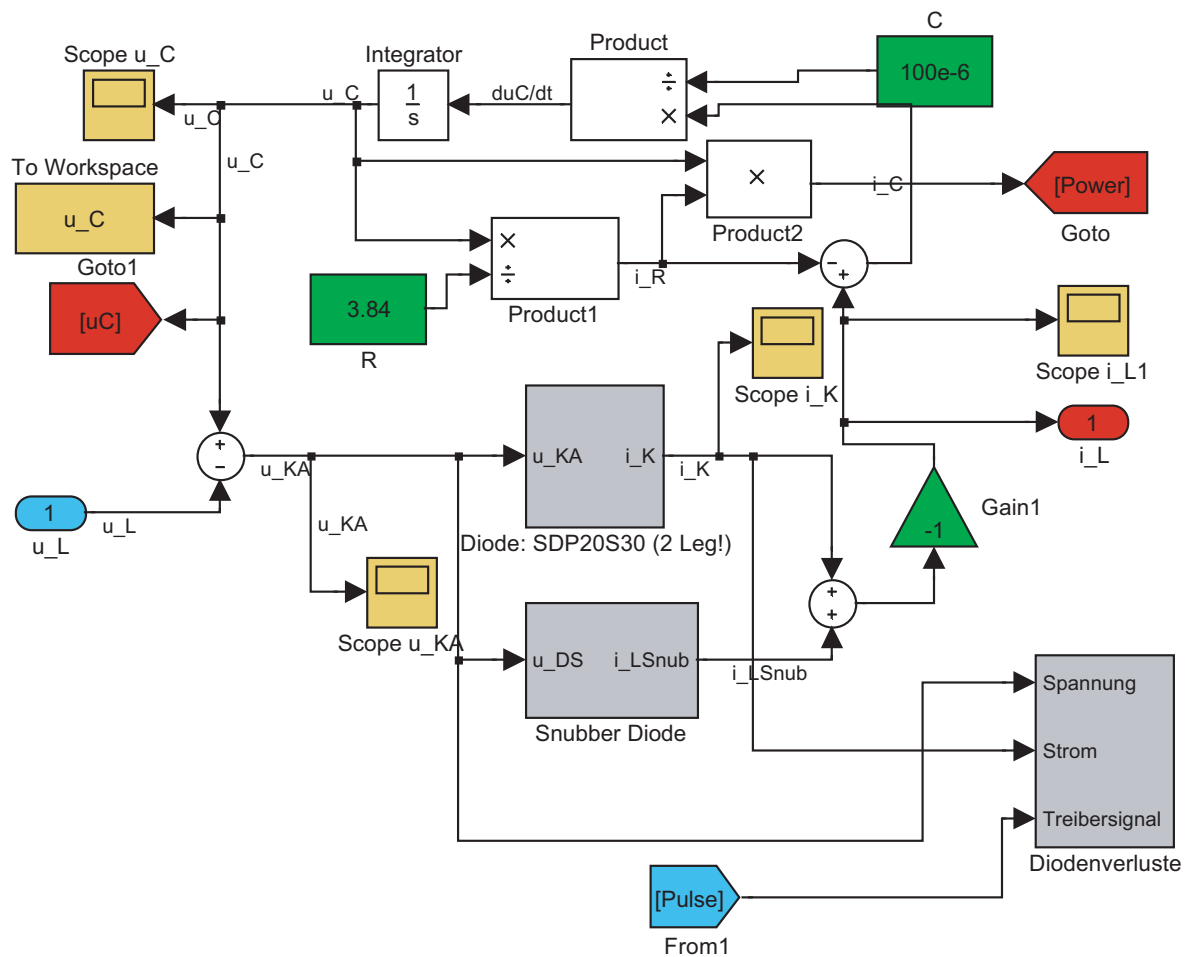 C
Product
Scope u_C
Integrator
÷
100e-6
u_C
1
s
duC/dt
×
u_C
To Workspace
u_C
u_C
×
i_C
[Power]
Product2
Goto
×
÷
i_R
−
+
Goto1
[uC]
3.84
Product1
R
Scope i_K
Scope i_L1
+
−
u_KA
u_KA
i_K
i_K
1
i_L
1
u_L
u_L
u_KA
Gain1
-1
Diode: SDP20S30 (2 Leg!)
+
+
Scope u_KA
u_DS
i_LSnub
i_LSnub
Snubber Diode
Spannung
Strom
Treibersignal
Diodenverluste
[Pulse]
From1